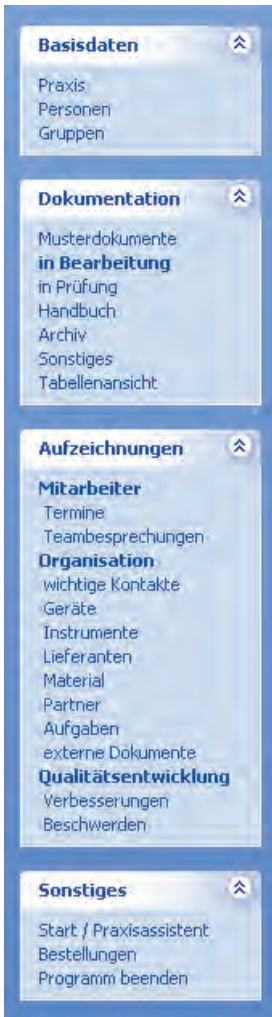 Basisdaten
Praxis
Personen
Gruppen
Dokumentation
Musterdokumente
in Bearbeitung
in Prüfung
Handbuch
Archiv
Sonstiges
Tabellenansicht
Aufzeichnungen
Mitarbeiter
Termine
Teambesprechungen
Organisation
wichtige Kontakte
Geräte
Instrumente
Lieferanten
Material
Partner
Aufgaben
externe Dokumente
Qualitätsentwicklung
Verbesserungen
Beschwerden
Sonstiges
Start / Praxisassistent
Bestellungen
Programm beenden